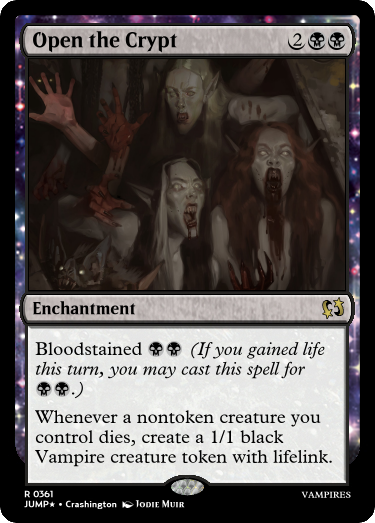 Open the Crypt 2
Enchantment
Bloodstained (If you gained life
this turn, you may cast this spell for
.)
Whenever a nontoken creature you
control dies, create a 1/1 black
Vampire creature token with lifelink.
R 0361
VAMPIRES
JUMP★ • Crashington Jodie Muir